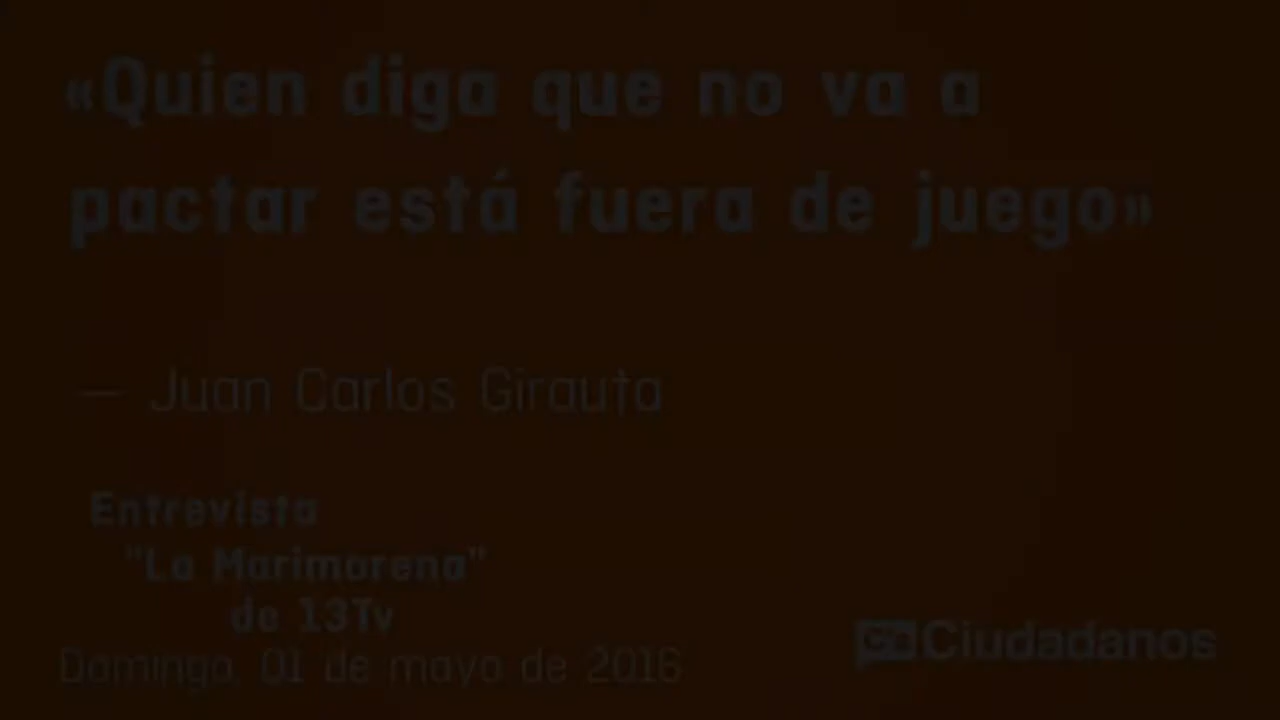 «Quien diga que no va a
pactar está fuera de juego»
— Juan Carlos Girauta
Entrevista
"La Marimorena"
de 13Tv
Domingo, 01 de mayo de 2016
C's Ciudadanos